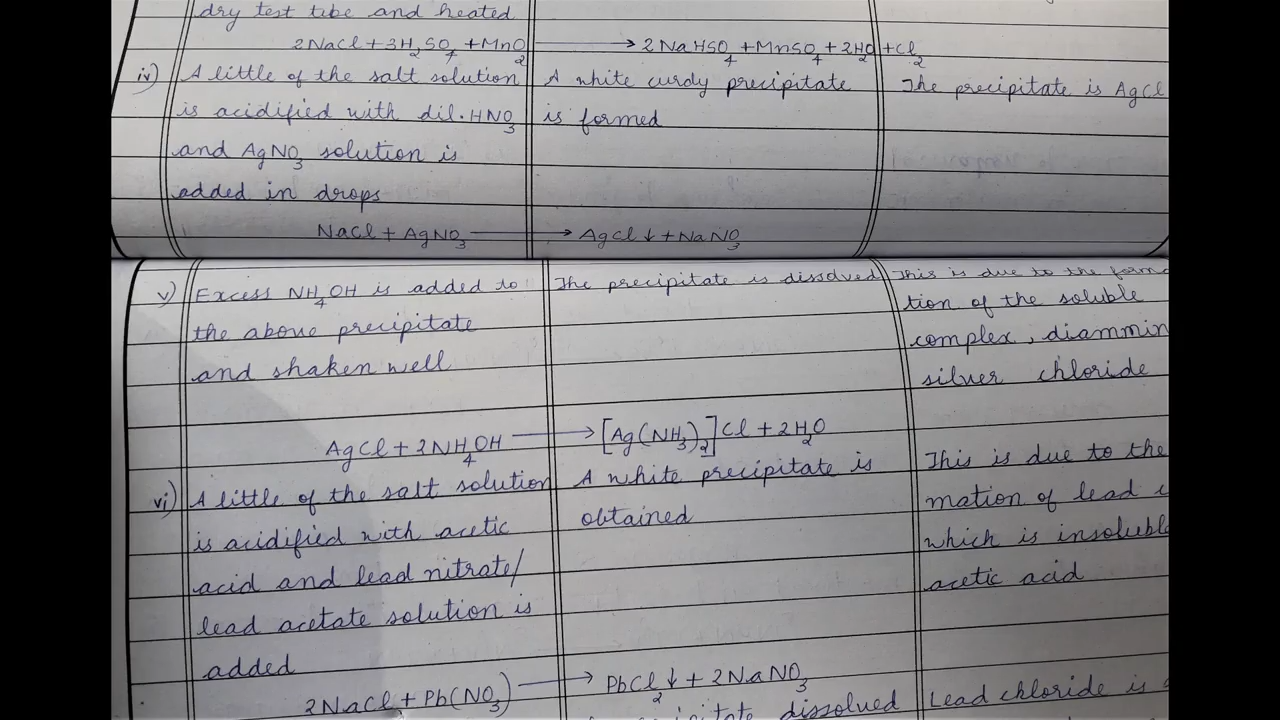 dry test tube and heated
2NaCl + 3H₂SO₄ + MnO₂ → 2NaHSO₄ + MnSO₄ + 2H₂O + Cl₂
iv) A little of the salt solution
is acidified with dil. HNO₃
and AgNO₃ solution is
added in drops
A white curdy precipitate
is formed
The precipitate is AgCl
NaCl + AgNO₃ → AgCl↓ + NaNO₃
v) Excess NH₄OH is added to
the above precipitate
and shaken well
The precipitate is dissolved
This is due to the forma
tion of the soluble
complex, diammin
silver chloride
AgCl + 2NH₄OH → [Ag(NH₃)₂]Cl + 2H₂O
vi) A little of the salt solution
is acidified with acetic
acid and lead nitrate/
lead acetate solution is
added
A white precipitate is
obtained
This is due to the
mation of lead
which is insoluble
acetic acid
2NaCl + Pb(NO₃) → PbCl₂↓ + 2NaNO₃
dissolved
Lead chloride is